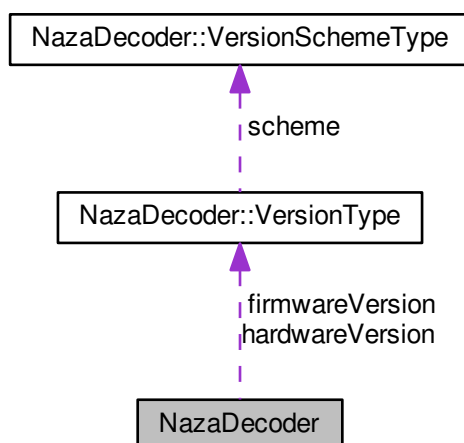 NazaDecoder::VersionSchemeType
scheme
NazaDecoder::VersionType
firmwareVersion
hardwareVersion
NazaDecoder